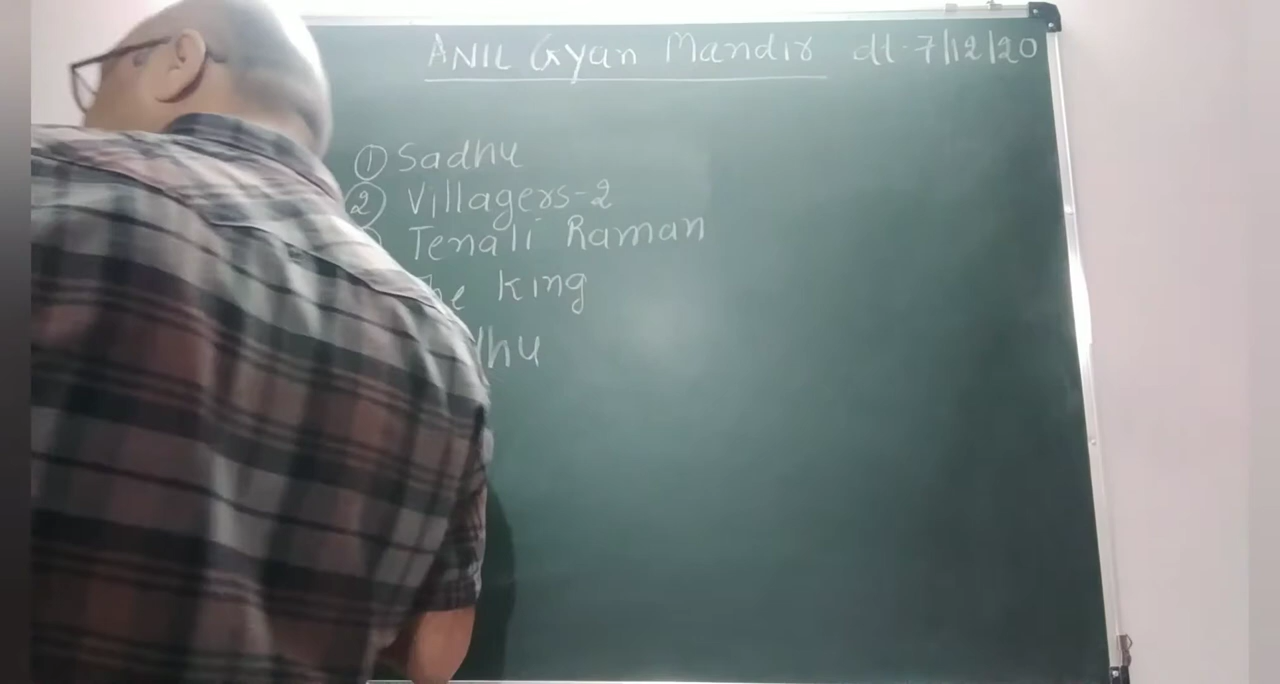 ANIL Gyan Mandir dt. 7/12/20
① Sadhu
② Villagers-2
Tenali Raman
King